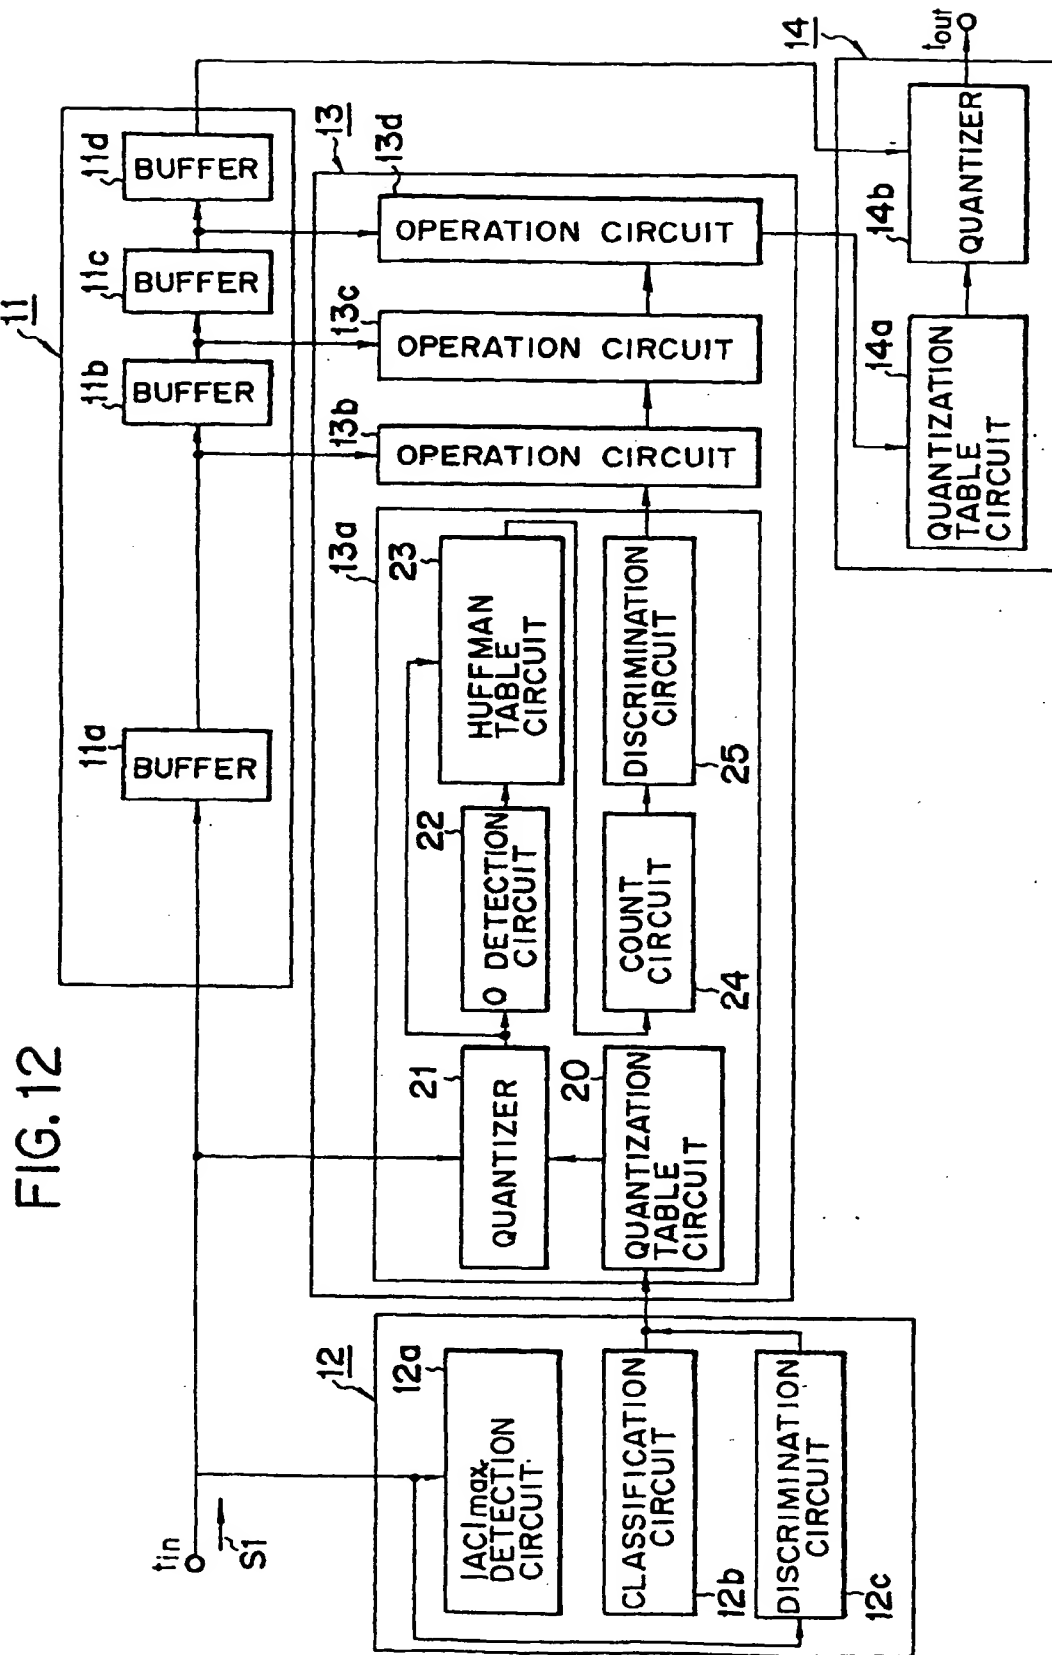 FIG. 12
11
11a
BUFFER
11b
BUFFER
11c
BUFFER
11d
BUFFER
tin
S1
12
12a
|AC|max.
DETECTION
CIRCUIT.
CLASSIFICATION
CIRCUIT
12b
DISCRIMINATION
CIRCUIT
12c
13
13a
21
QUANTIZER
20
QUANTIZATION
TABLE
CIRCUIT
22
0 DETECTION
CIRCUIT
23
HUFFMAN
TABLE
CIRCUIT
COUNT
CIRCUIT
24
DISCRIMINATION
CIRCUIT
25
13b
OPERATION CIRCUIT
13c
OPERATION CIRCUIT
13d
OPERATION CIRCUIT
14
14a
QUANTIZATION
TABLE
CIRCUIT
14b
QUANTIZER
tout